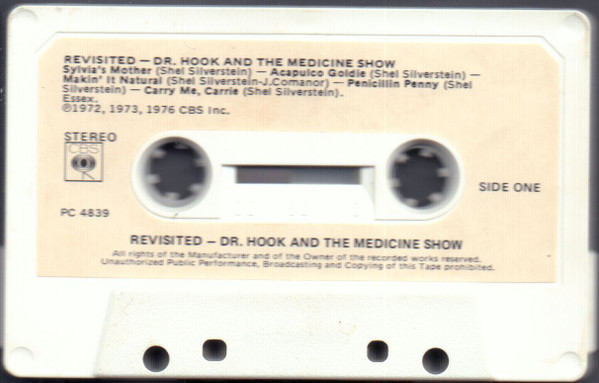 REVISITED — DR. HOOK AND THE MEDICINE SHOW
Sylvia's Mother (Shel Silverstein) — Acapulco Goldie (Shel Silverstein) —
Makin' It Natural (Shel Silverstein-J.Comanor) — Penicillin Penny (Shel
Silverstein) — Carry Me, Carrie (Shel Silverstein).
Essex.
℗1972, 1973, 1976 CBS Inc.
STEREO
CBS
SIDE ONE
PC 4839
REVISITED — DR. HOOK AND THE MEDICINE SHOW
All rights of the Manufacturer and of the Owner of the recorded works reserved.
Unauthorized Public Performance, Broadcasting and Copying of this Tape prohibited.